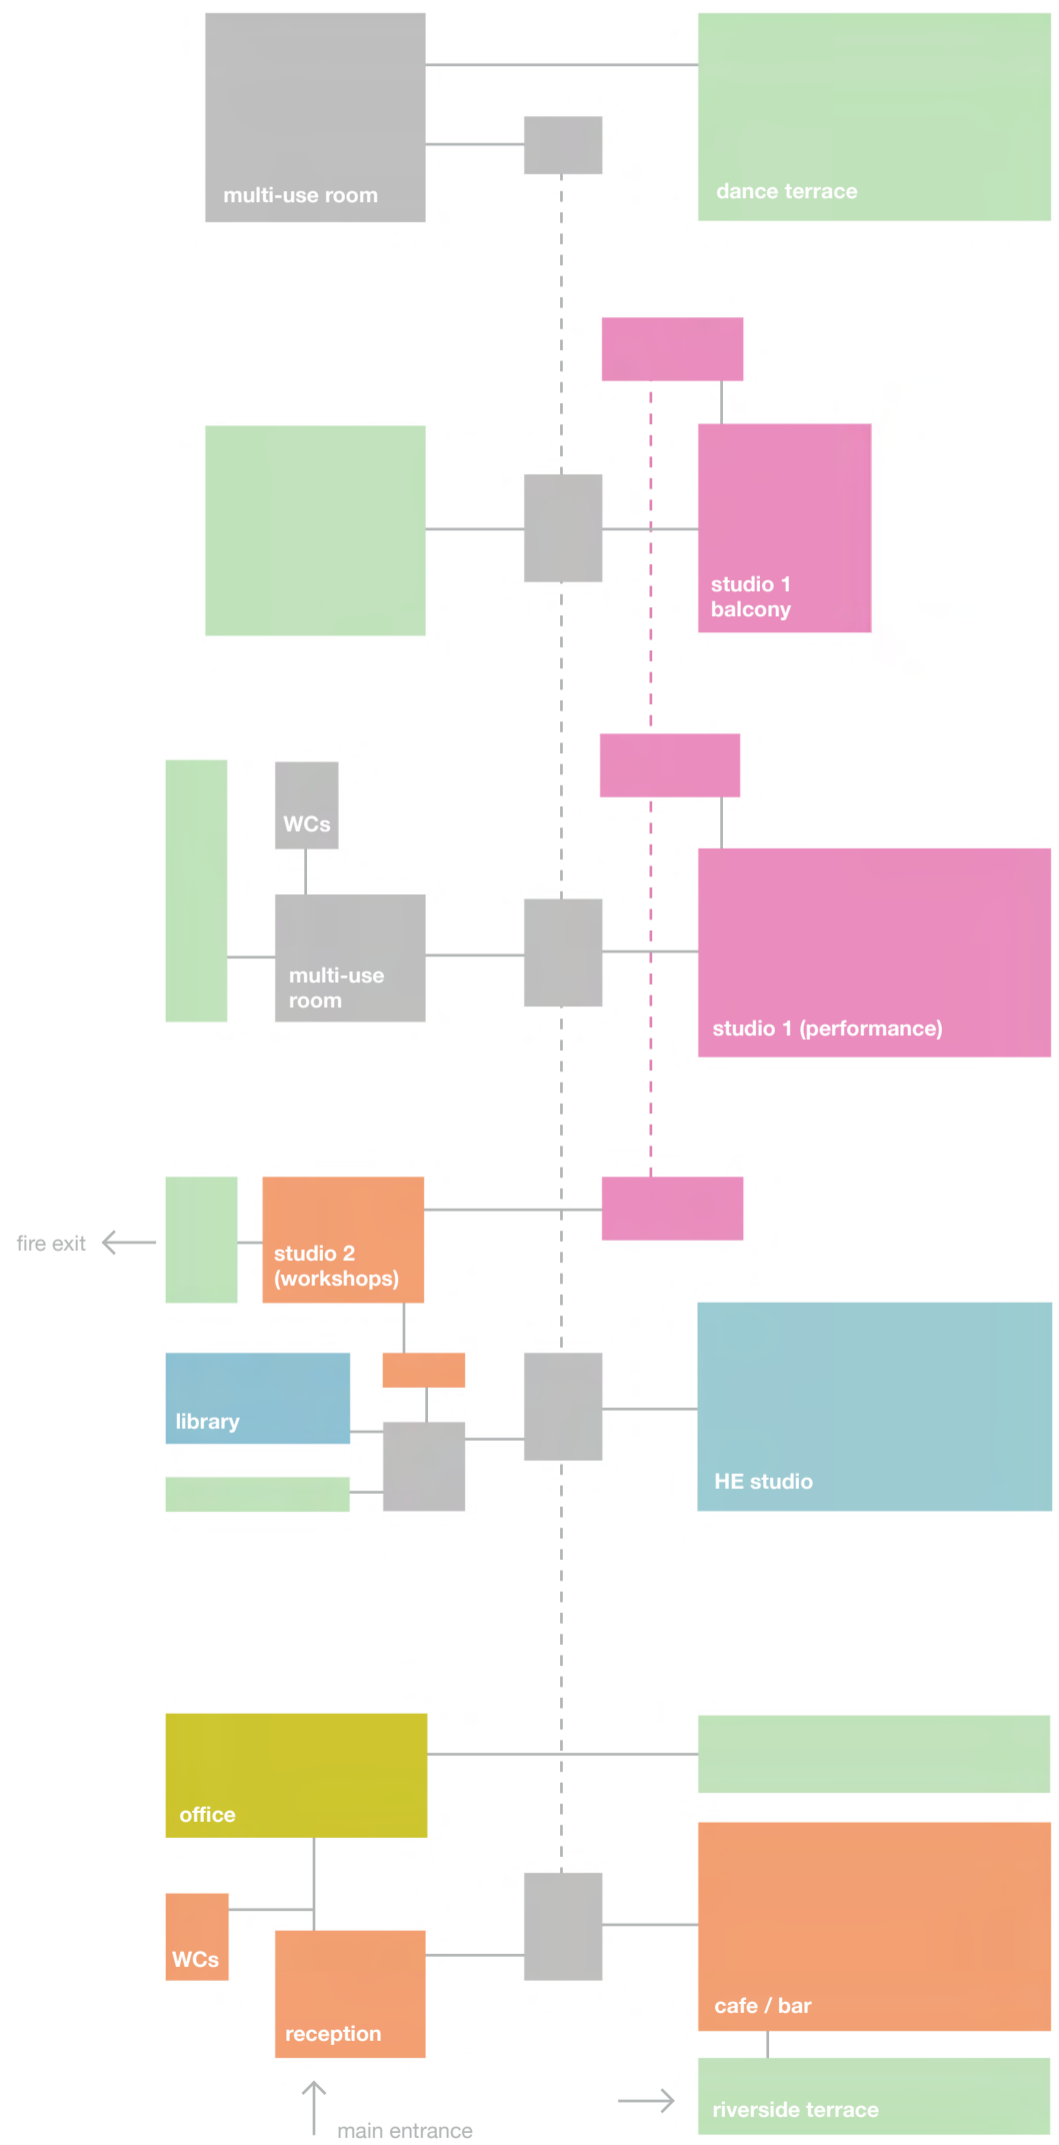 multi-use room
dance terrace
studio 1
balcony
WCs
multi-use
room
studio 1 (performance)
fire exit
studio 2
(workshops)
library
HE studio
office
WCs
cafe / bar
reception
riverside terrace
main entrance